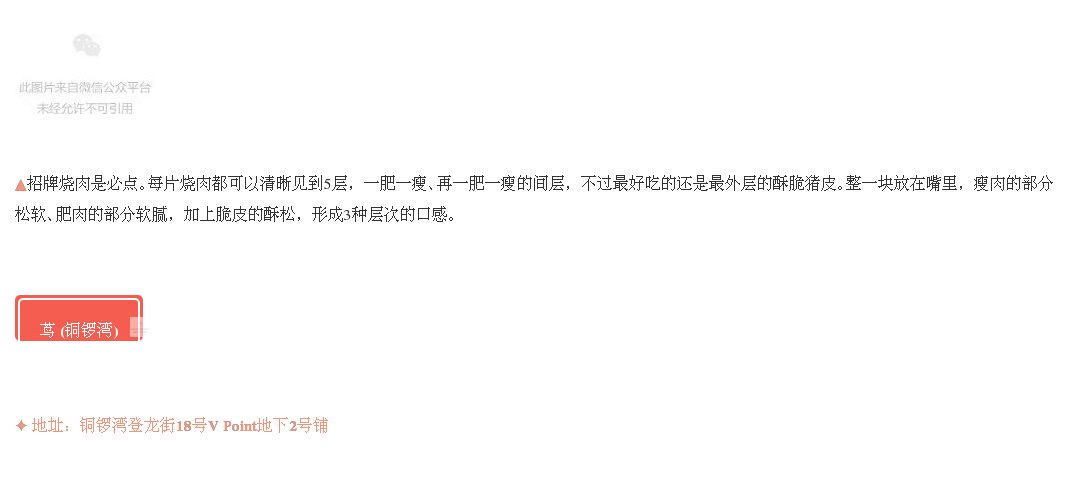 此图片来自微信公众平台
未经允许不可引用
▲招牌烧肉是必点。每片烧肉都可以清晰见到5层，一肥一瘦、再一肥一瘦的间层，不过最好吃的还是最外层的酥脆猪皮。整一块放在嘴里，瘦肉的部分
松软、肥肉的部分软腻，加上脆皮的酥松，形成3种层次的口感。
鸢 (铜锣湾)
✦ 地址：铜锣湾登龙街18号V Point地下2号铺